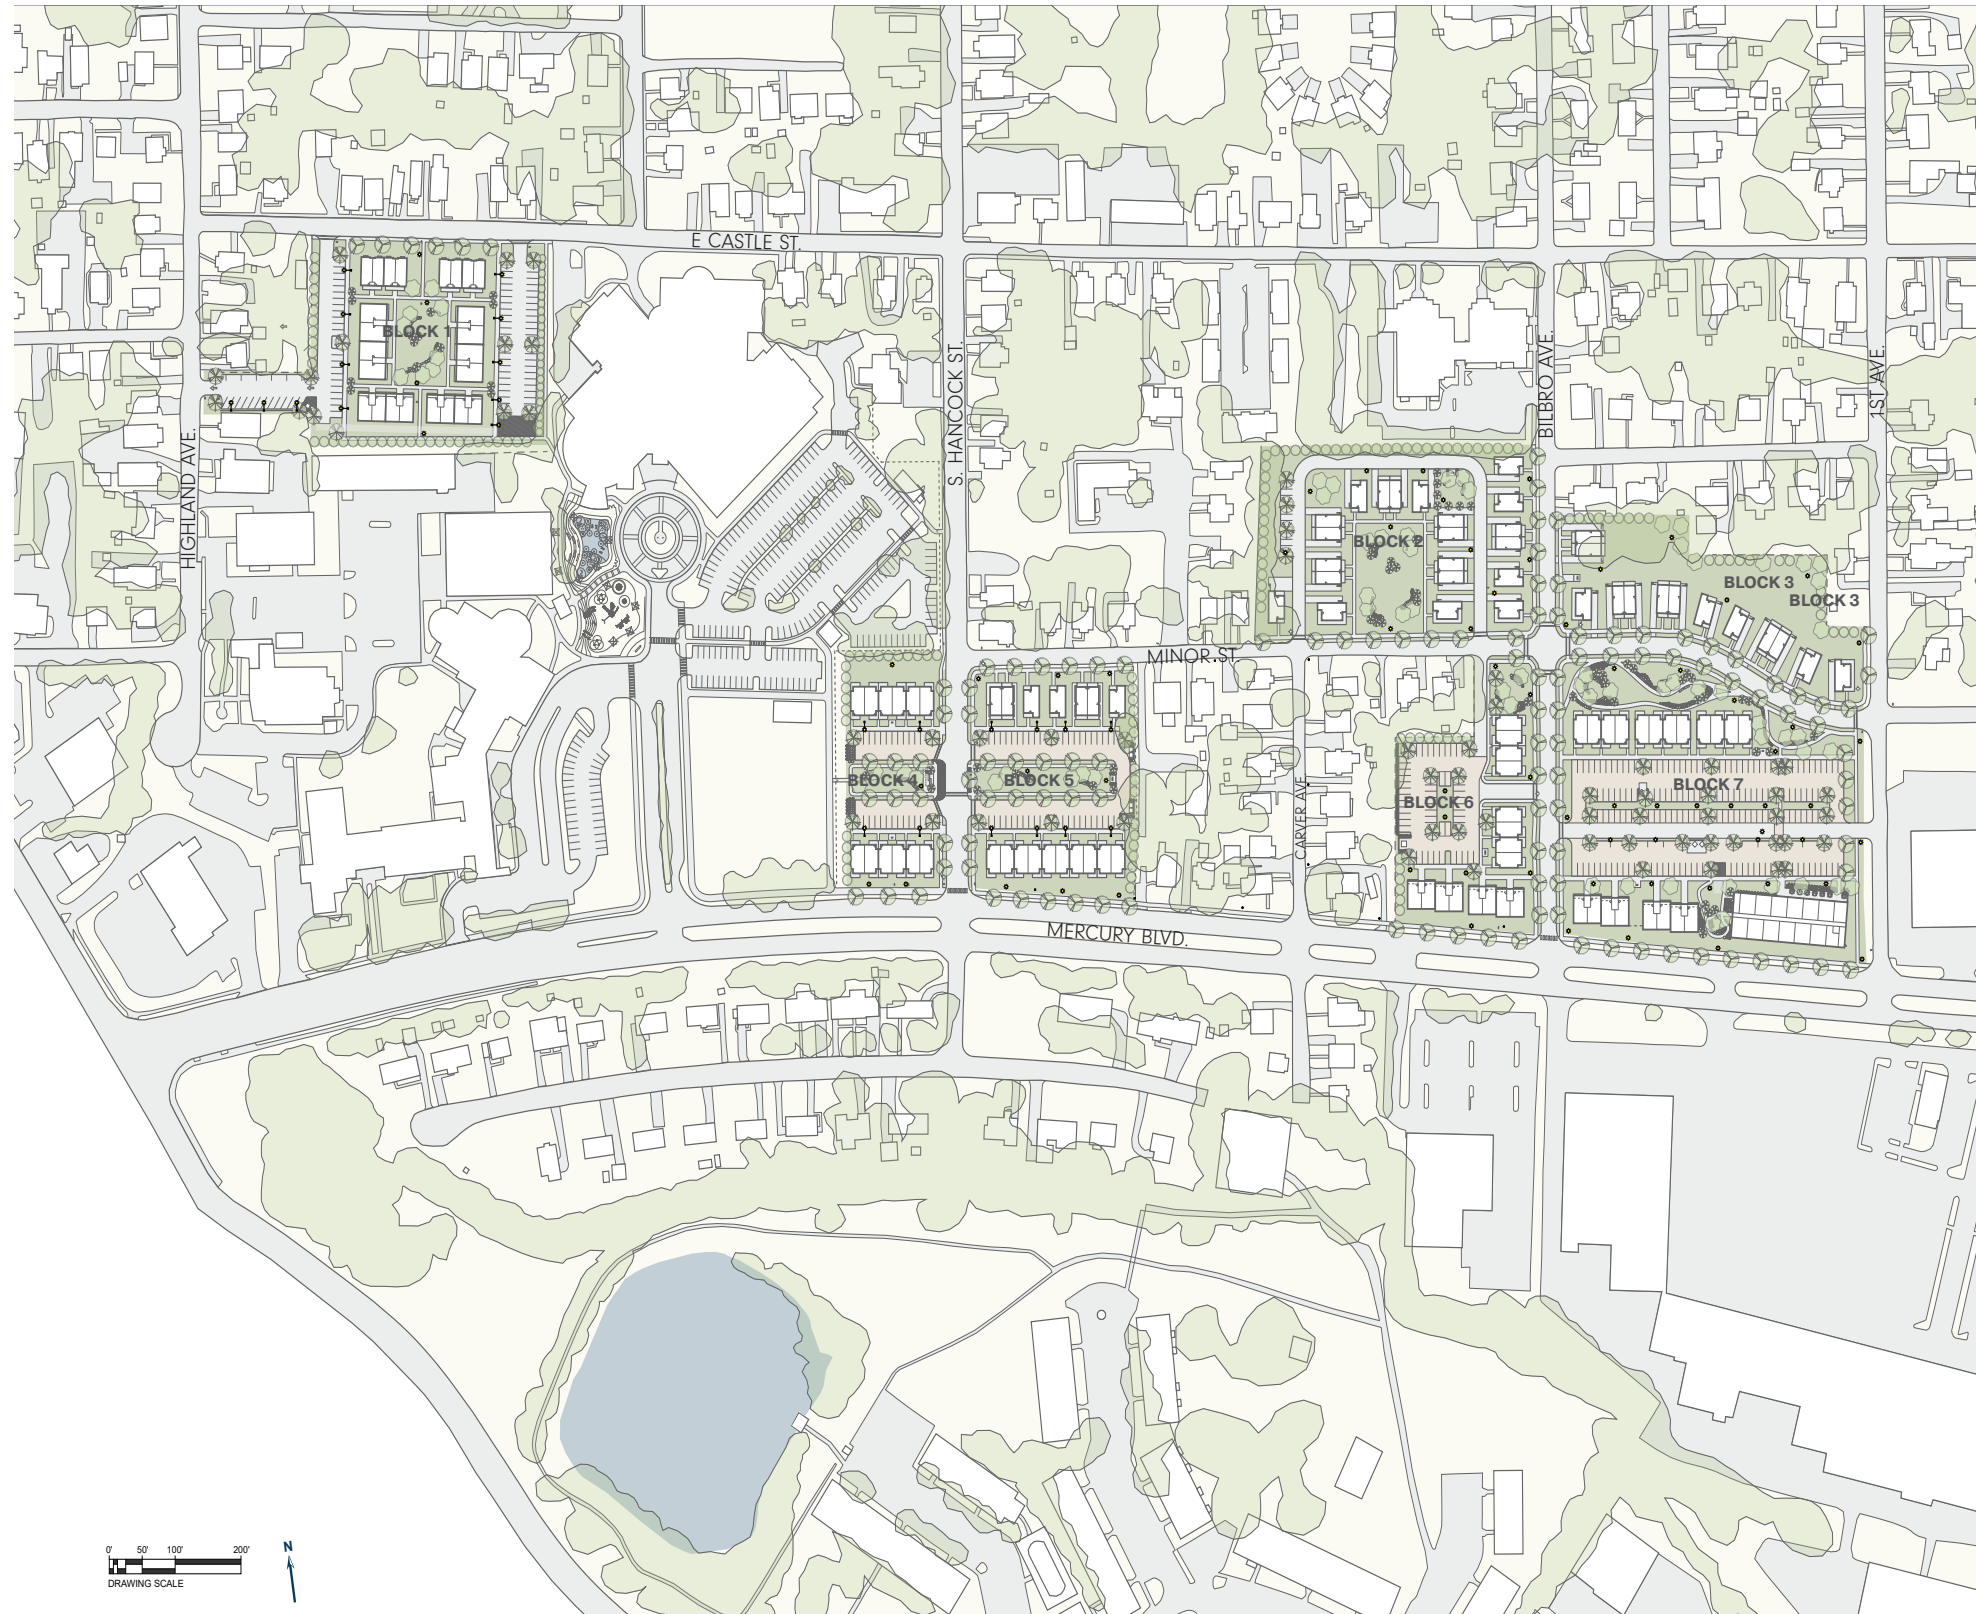 E CASTLE ST.
BLOCK 1
S. HANCOCK ST.
BILBRO AVE.
1ST AVE.
HIGHLAND AVE.
BLOCK 2
BLOCK 3
BLOCK 3
MINOR ST.
BLOCK 4
BLOCK 5
CARVER AVE.
BLOCK 6
BLOCK 7
MERCURY BLVD.
0' 50' 100' 200'
DRAWING SCALE
N